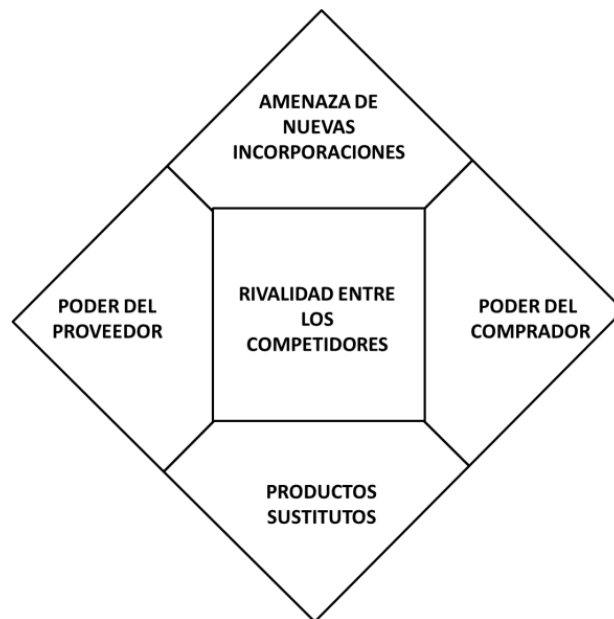 AMENAZA DE
NUEVAS
INCORPORACIONES
PODER DEL
PROVEEDOR
RIVALIDAD ENTRE
LOS
COMPETIDORES
PODER DEL
COMPRADOR
PRODUCTOS
SUSTITUTOS